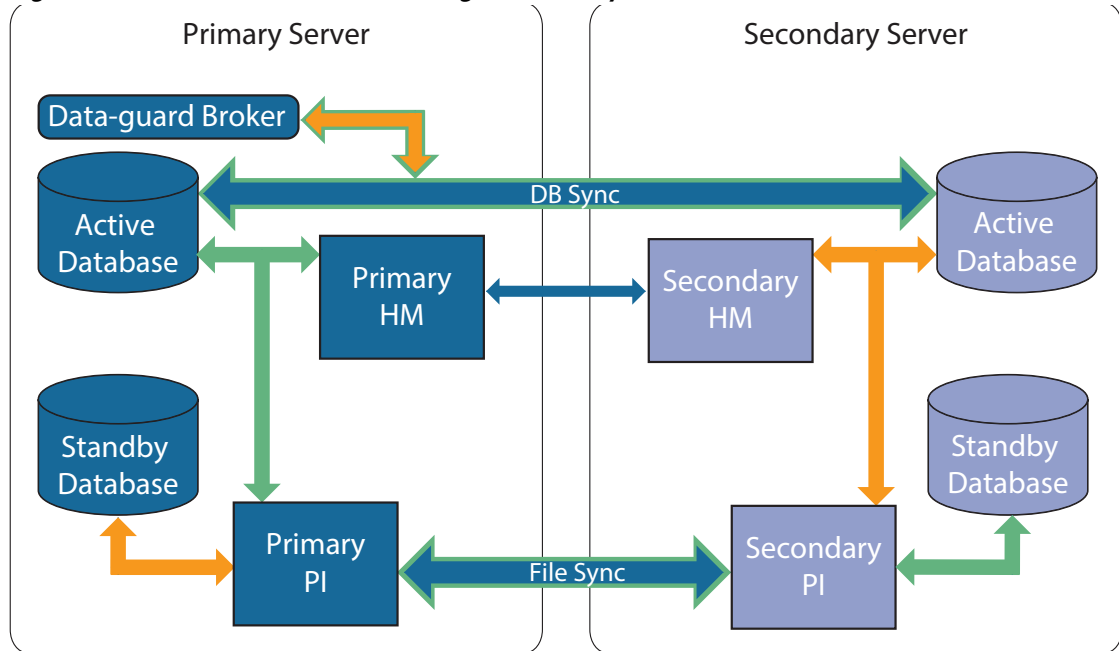 Primary Server
Secondary Server
Data-guard Broker
DB Sync
Active
Database
Active
Database
Primary
HM
Secondary
HM
Standby
Database
Standby
Database
Primary
PI
File Sync
Secondary
PI